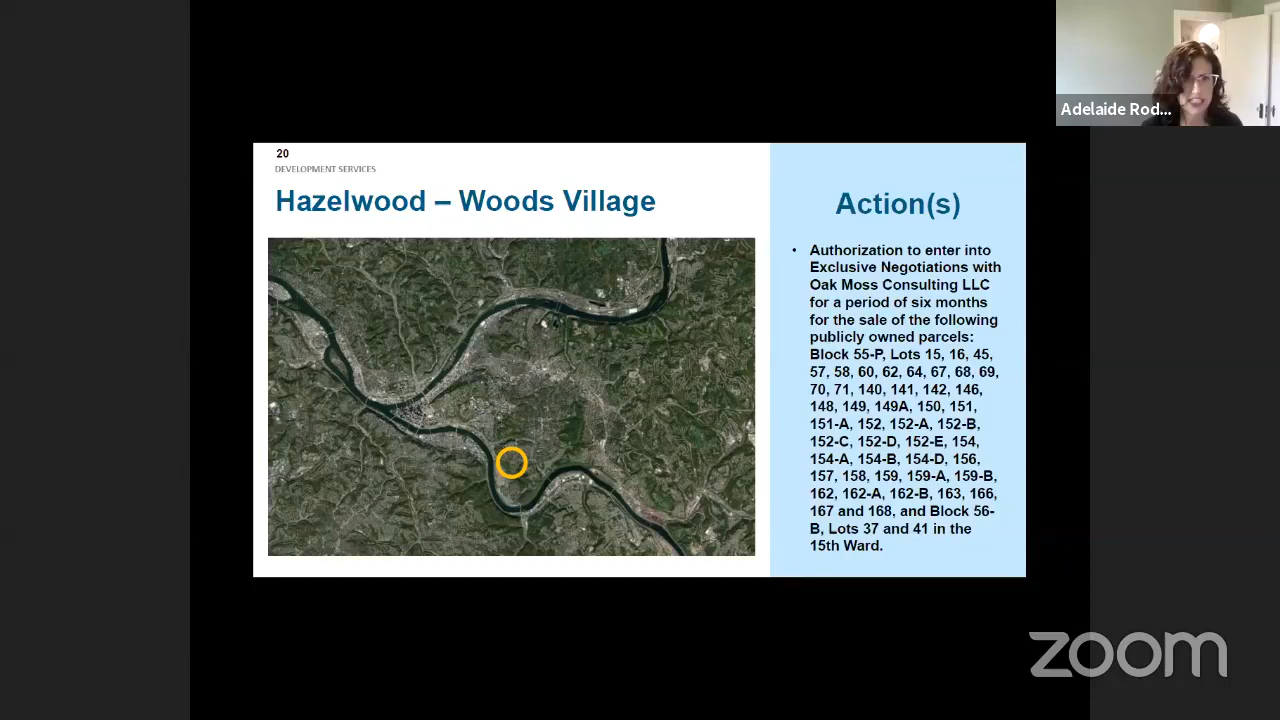 Adelaide Rod...
20
DEVELOPMENT SERVICES
Hazelwood – Woods Village
Action(s)
• Authorization to enter into
Exclusive Negotiations with
Oak Moss Consulting LLC
for a period of six months
for the sale of the following
publicly owned parcels:
Block 55-P, Lots 15, 16, 45,
57, 58, 60, 62, 64, 67, 68, 69,
70, 71, 140, 141, 142, 146,
148, 149, 149A, 150, 151,
151-A, 152, 152-A, 152-B,
152-C, 152-D, 152-E, 154,
154-A, 154-B, 154-D, 156,
157, 158, 159, 159-A, 159-B,
162, 162-A, 162-B, 163, 166,
167 and 168, and Block 56-
B, Lots 37 and 41 in the
15th Ward.
zoom